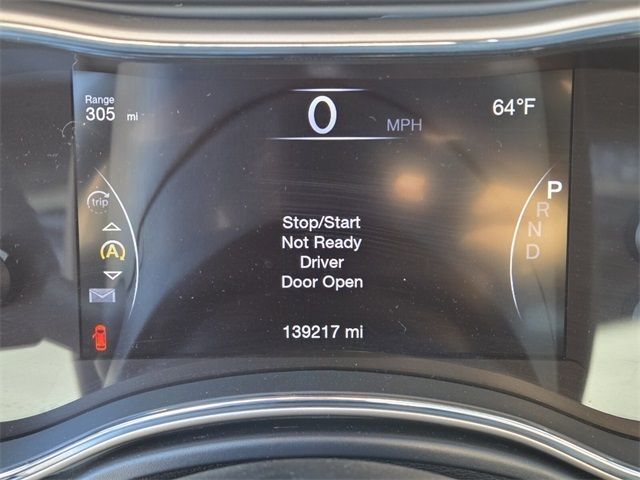 Range
305 mi
0 MPH
64°F
trip
A
P
R
N
D
Stop/Start
Not Ready
Driver
Door Open
139217 mi